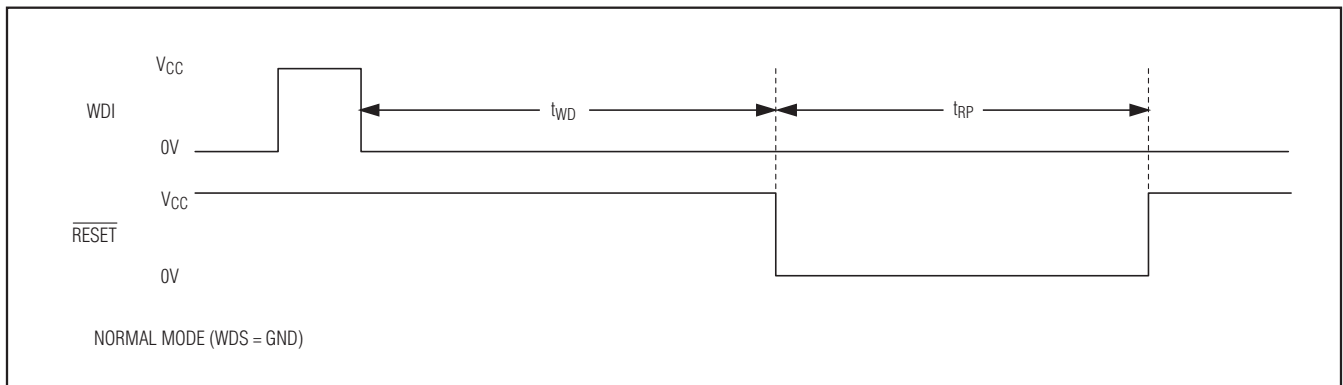 VCC
WDI
tWD
tRP
0V
VCC
RESET
0V
NORMAL MODE (WDS = GND)